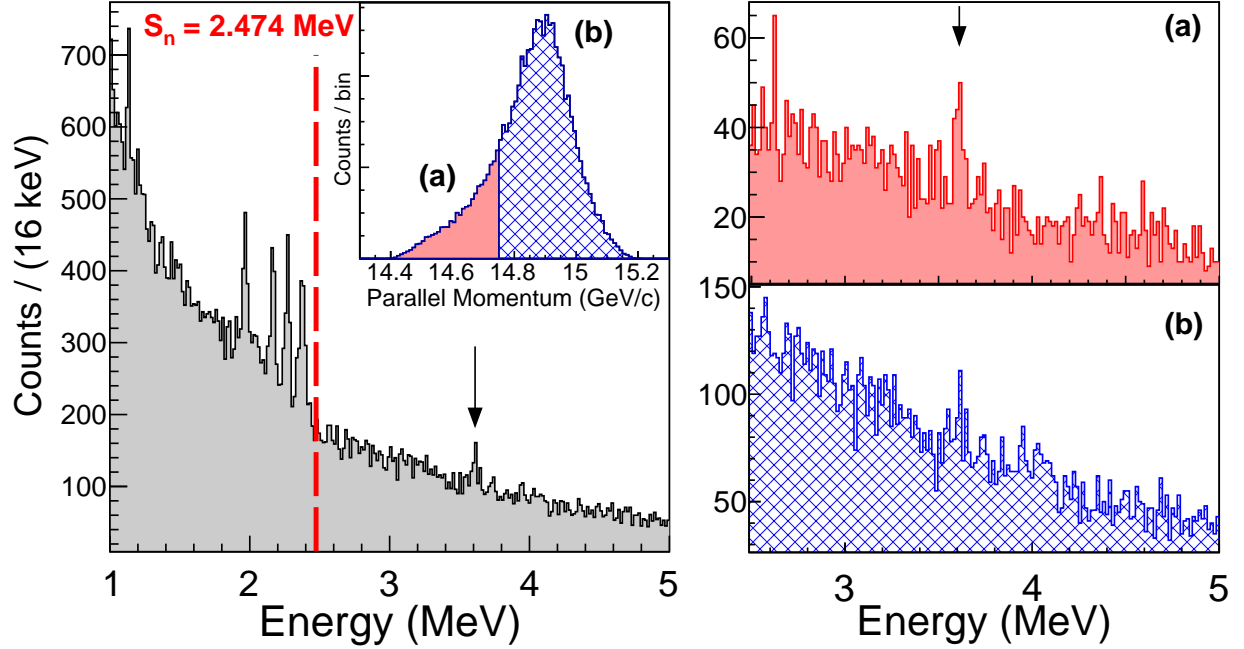 S_n = 2.474 MeV
Counts / (16 keV)
700
600
500
400
300
200
100
1 2 3 4 5
Energy (MeV)
(b)
(a)
Counts / bin
14.4 14.6 14.8 15 15.2
Parallel Momentum (GeV/c)
(a)
60
40
20
(b)
150
100
50
3 4 5
Energy (MeV)